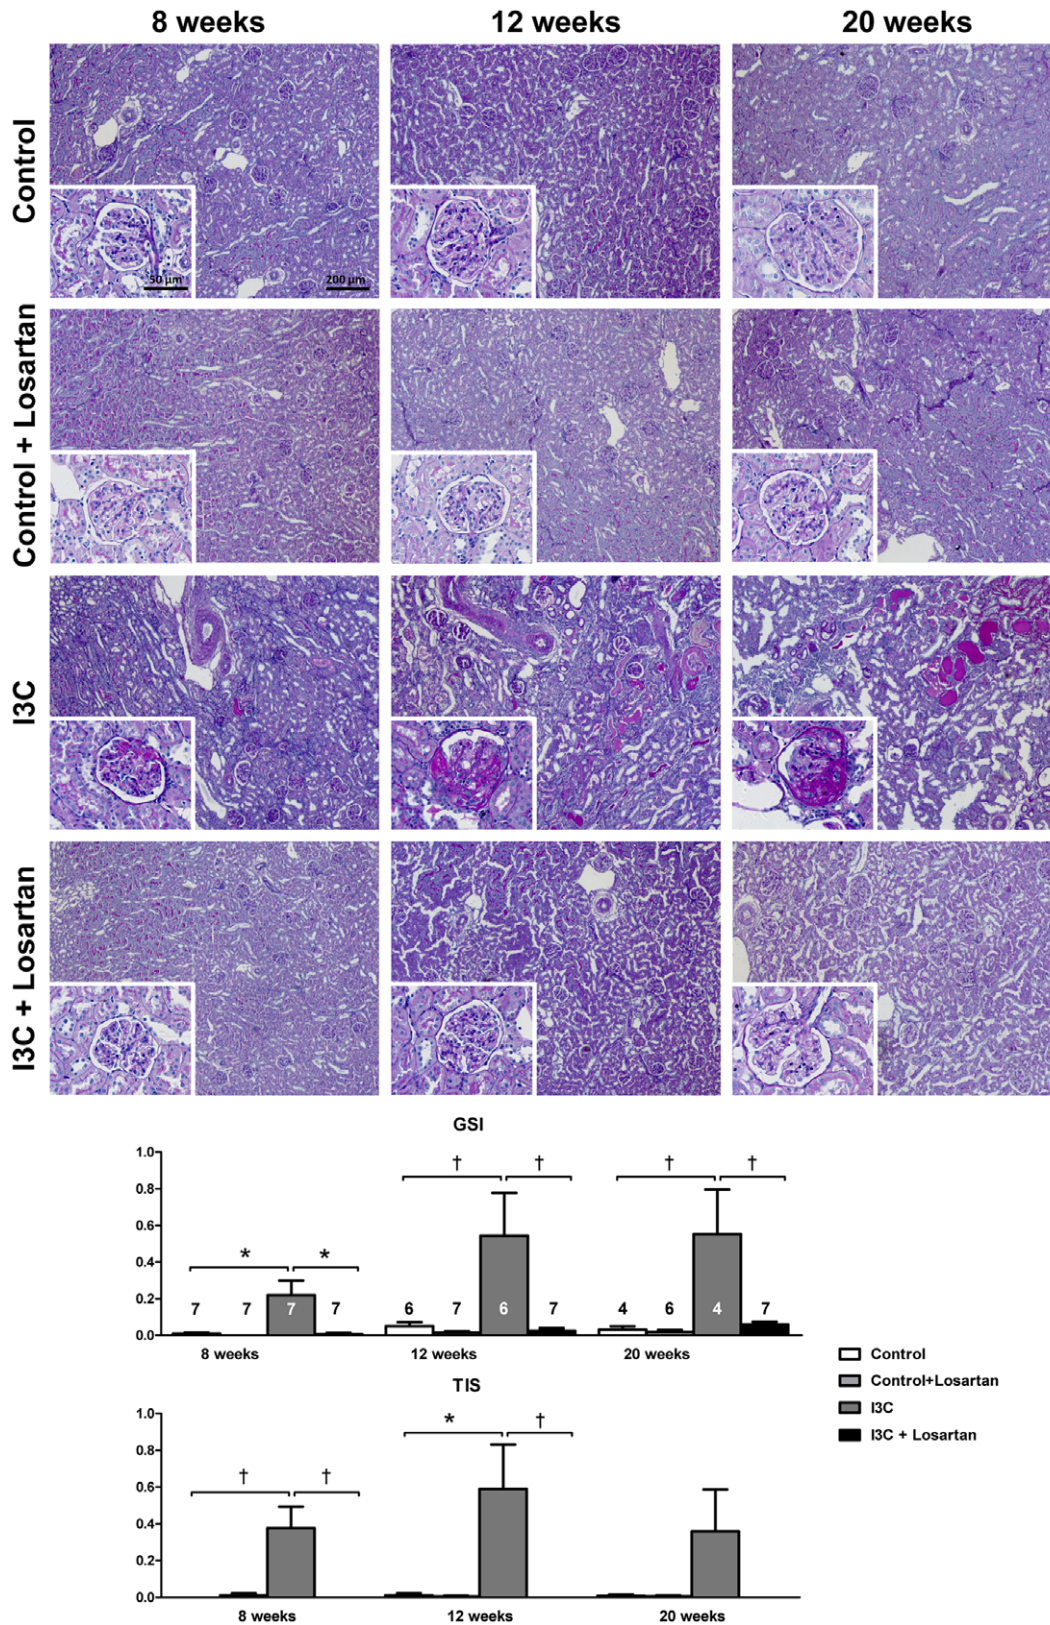 8 weeks 12 weeks 20 weeks
Control
50 µm
200 µm
Control + Losartan
I3C
I3C + Losartan
GSI
1.0
0.8
0.6
0.4
0.2
0.0
† † † †
* *
7 7 7 7 6 7 6 7 4 6 4 7
8 weeks 12 weeks 20 weeks
Control
Control+Losartan
I3C
I3C + Losartan
TIS
1.0
0.8
0.6
0.4
0.2
0.0
* †
† †
8 weeks 12 weeks 20 weeks